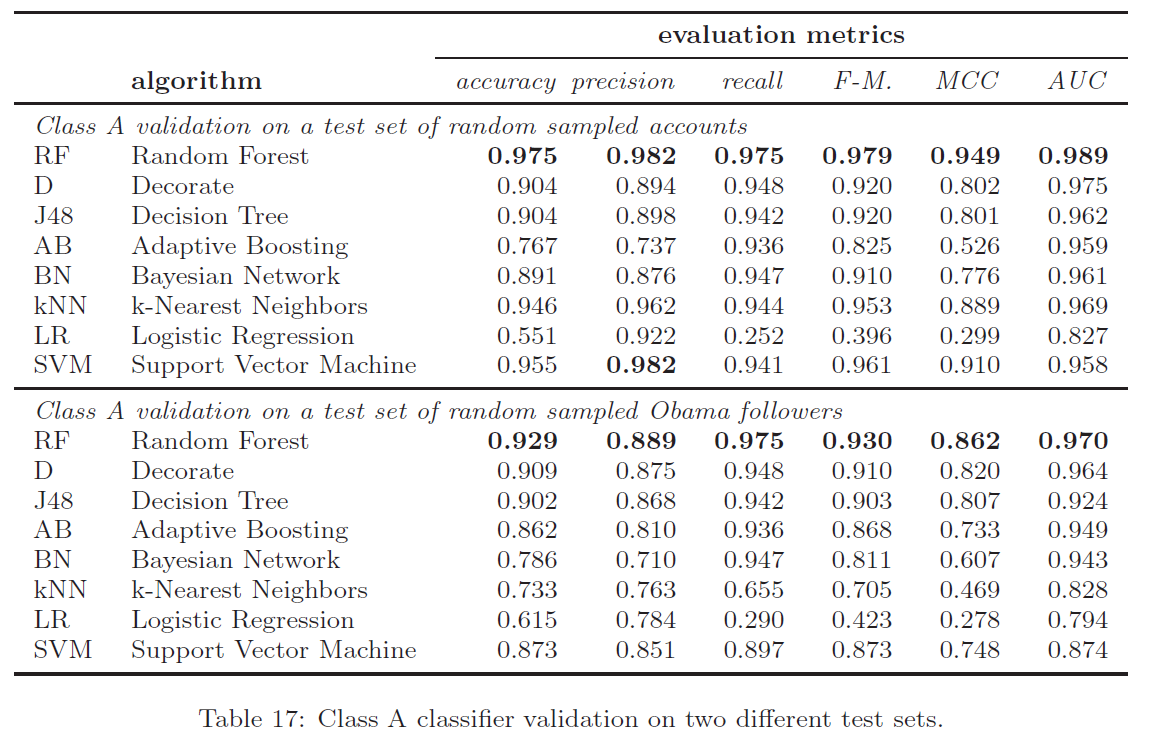 evaluation metrics
algorithm accuracy precision recall F-M. MCC AUC
Class A validation on a test set of random sampled accounts
RF Random Forest 0.975 0.982 0.975 0.979 0.949 0.989
D Decorate 0.904 0.894 0.948 0.920 0.802 0.975
J48 Decision Tree 0.904 0.898 0.942 0.920 0.801 0.962
AB Adaptive Boosting 0.767 0.737 0.936 0.825 0.526 0.959
BN Bayesian Network 0.891 0.876 0.947 0.910 0.776 0.961
kNN k-Nearest Neighbors 0.946 0.962 0.944 0.953 0.889 0.969
LR Logistic Regression 0.551 0.922 0.252 0.396 0.299 0.827
SVM Support Vector Machine 0.955 0.982 0.941 0.961 0.910 0.958
Class A validation on a test set of random sampled Obama followers
RF Random Forest 0.929 0.889 0.975 0.930 0.862 0.970
D Decorate 0.909 0.875 0.948 0.910 0.820 0.964
J48 Decision Tree 0.902 0.868 0.942 0.903 0.807 0.924
AB Adaptive Boosting 0.862 0.810 0.936 0.868 0.733 0.949
BN Bayesian Network 0.786 0.710 0.947 0.811 0.607 0.943
kNN k-Nearest Neighbors 0.733 0.763 0.655 0.705 0.469 0.828
LR Logistic Regression 0.615 0.784 0.290 0.423 0.278 0.794
SVM Support Vector Machine 0.873 0.851 0.897 0.873 0.748 0.874
Table 17: Class A classifier validation on two different test sets.